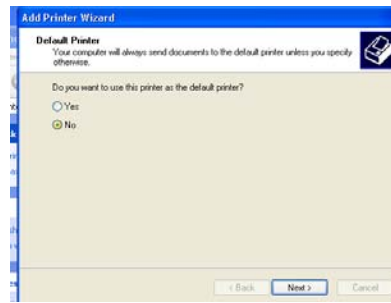 Add Printer Wizard
Default Printer
Your computer will always send documents to the default printer unless you specify
otherwise.
Do you want to use this printer as the default printer?
Yes
No
< Back
Next >
Cancel